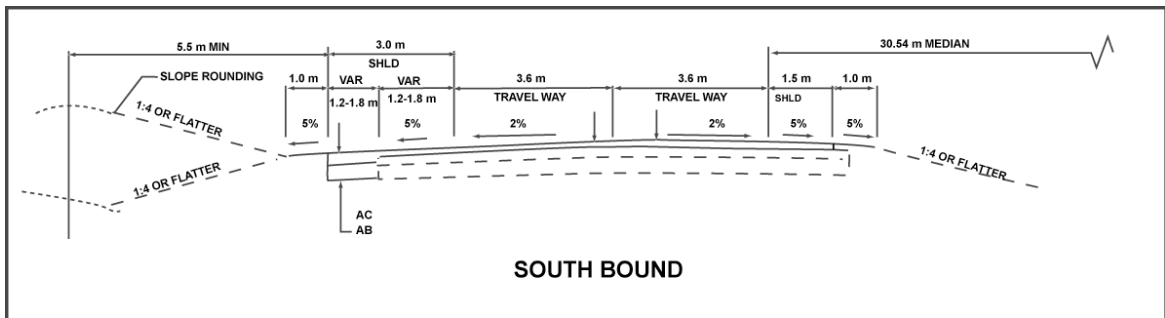 5.5 m MIN
3.0 m
30.54 m MEDIAN
SHLD
SLOPE ROUNDING
1.0 m
VAR
VAR
3.6 m
3.6 m
1.5 m
1.0 m
1.2-1.8 m
1.2-1.8 m
TRAVEL WAY
TRAVEL WAY
SHLD
1:4 OR FLATTER
5%
5%
2%
2%
5%
5%
1:4 OR FLATTER
1:4 OR FLATTER
AC
AB
SOUTH BOUND